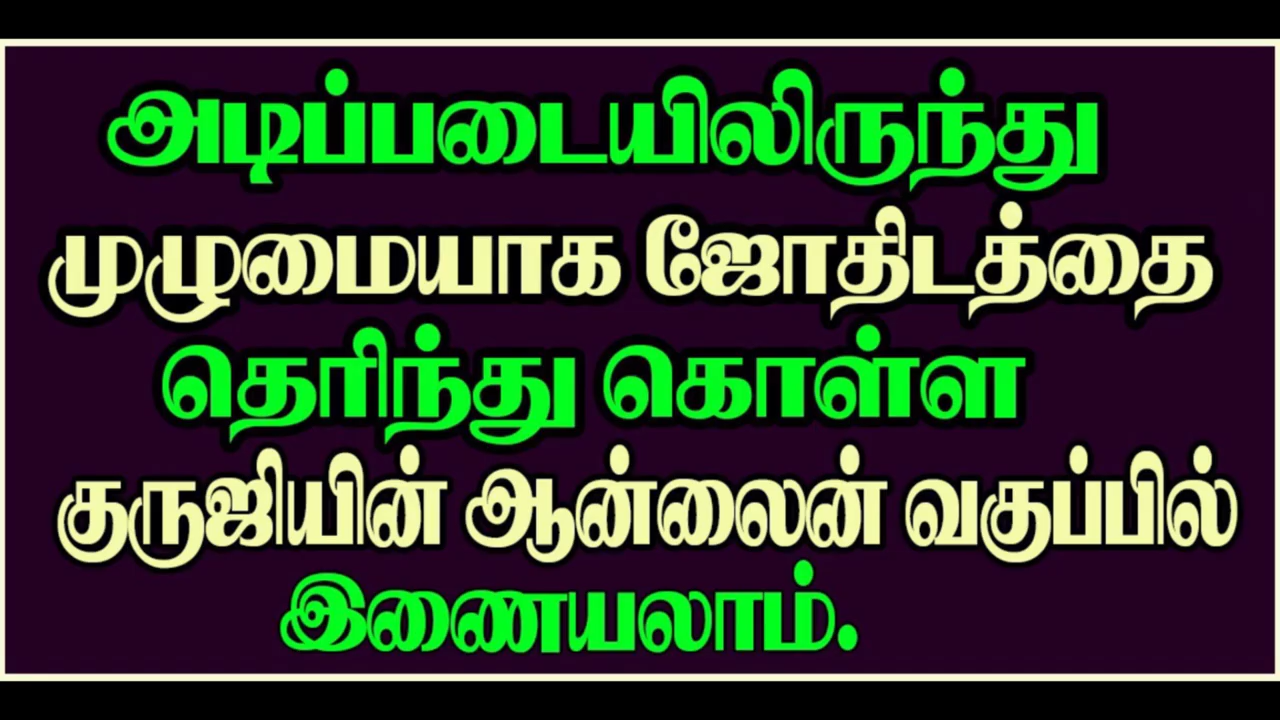 அடிப்படையிலிருந்து
முழுமையாக ஜோதிடத்தை
தெரிந்து கொள்ள
குருஜியின் ஆன்லைன் வகுப்பில்
இணையலாம்.